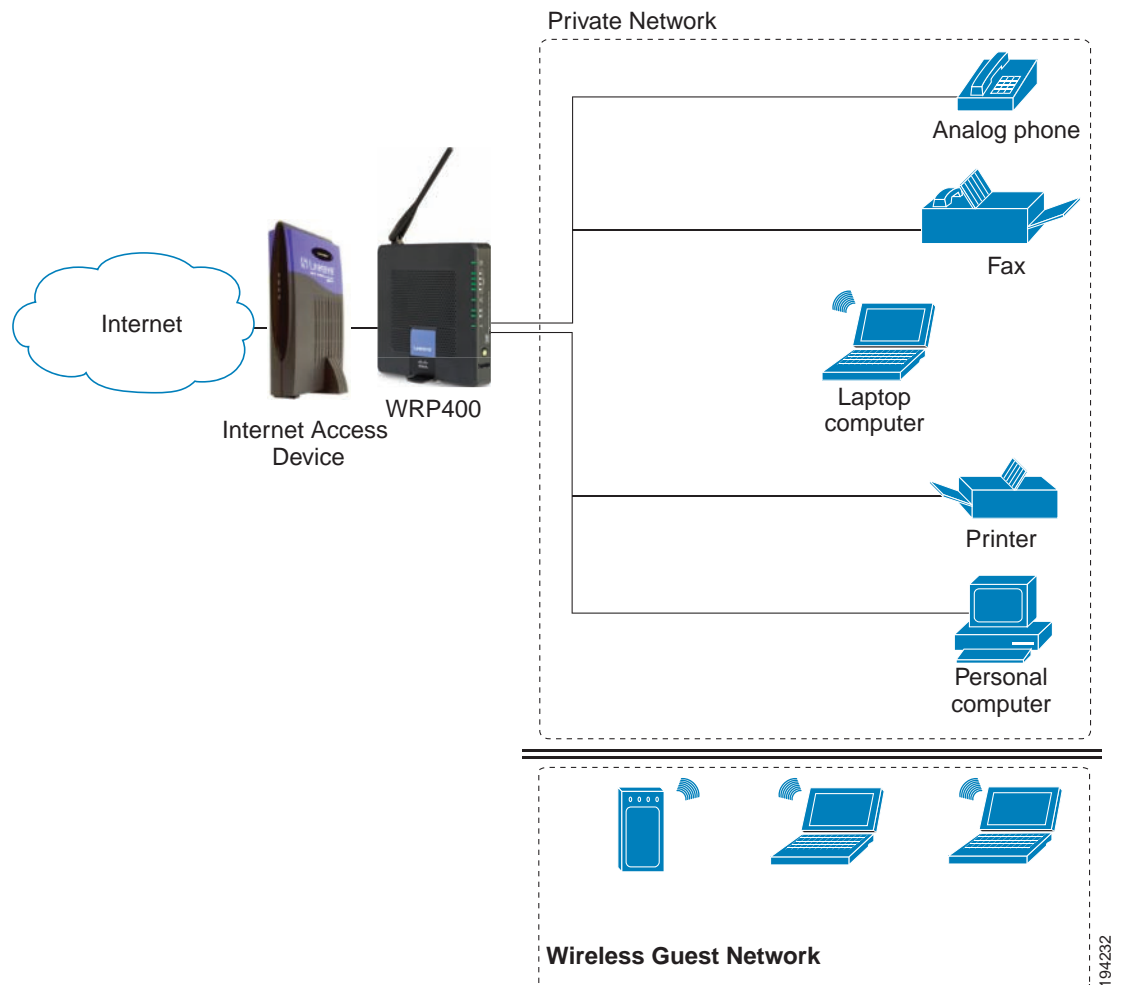 Private Network
Analog phone
Fax
Internet
Laptop
computer
WRP400
Internet Access
Device
Printer
Personal
computer
Wireless Guest Network
194232